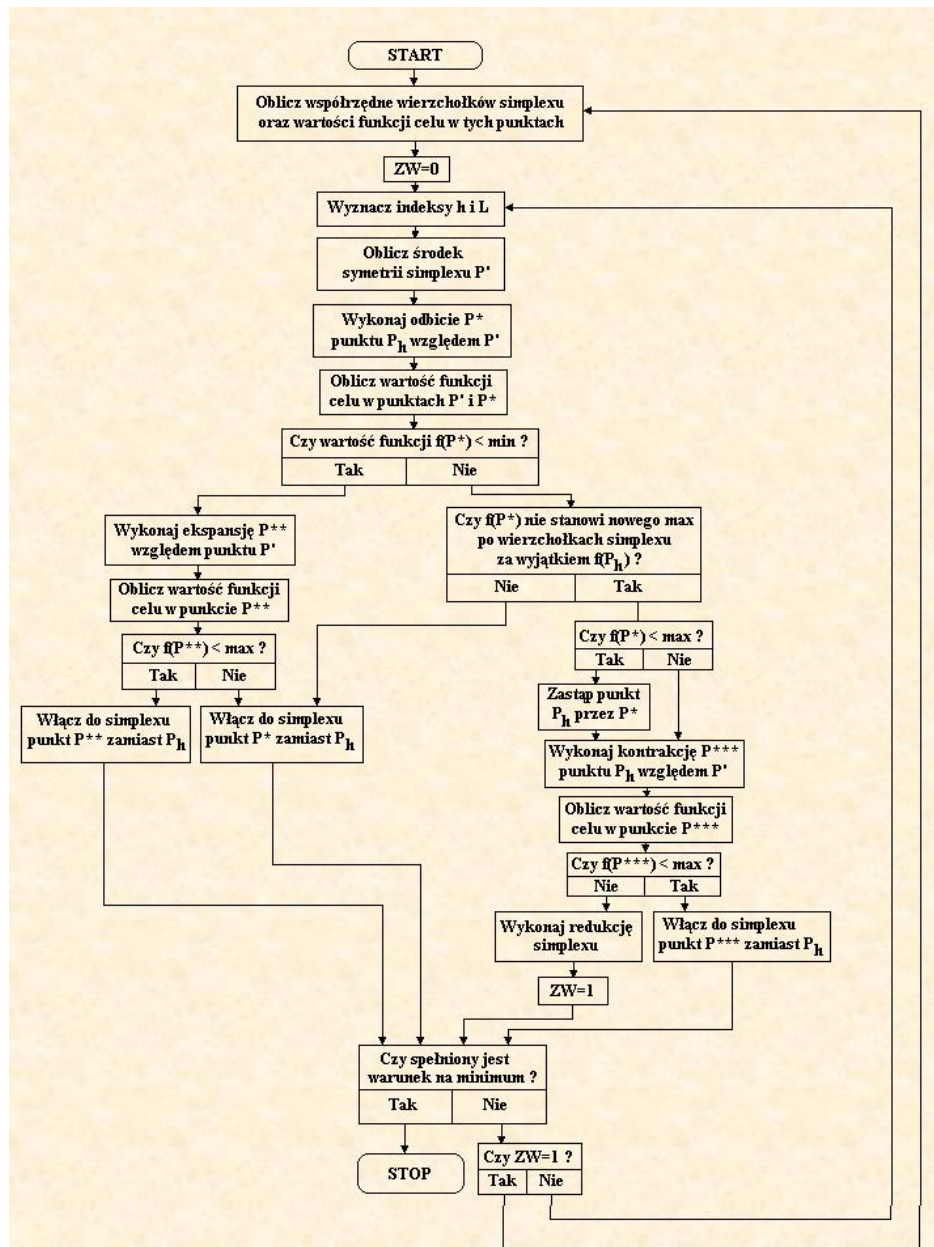 START
Oblicz współrzędne wierzchołków simplexu
oraz wartości funkcji celu w tych punktach
ZW=0
Wyznacz indeksy h i L
Oblicz środek
symetrii simplexu P'
Wykonaj odbicie P*
punktu Ph względem P'
Oblicz wartość funkcji
celu w punktach P' i P*
Czy wartość funkcji f(P*) < min ?
Tak Nie
Wykonaj ekspansję P**
względem punktu P'
Oblicz wartość funkcji
celu w punkcie P**
Czy f(P**) < max ?
Tak Nie
Włącz do simplexu
punkt P** zamiast Ph
Włącz do simplexu
punkt P* zamiast Ph
Czy f(P*) nie stanowi nowego max
po wierzchołkach simplexu
za wyjątkiem f(Ph) ?
Nie Tak
Czy f(P*) < max ?
Tak Nie
Zastąp punkt
Ph przez P*
Wykonaj kontrakcję P***
punktu Ph względem P'
Oblicz wartość funkcji
celu w punkcie P***
Czy f(P***) < max ?
Nie Tak
Wykonaj redukcję
simplexu
ZW=1
Włącz do simplexu
punkt P*** zamiast Ph
Czy spełniony jest
warunek na minimum ?
Tak Nie
STOP
Czy ZW=1 ?
Tak Nie